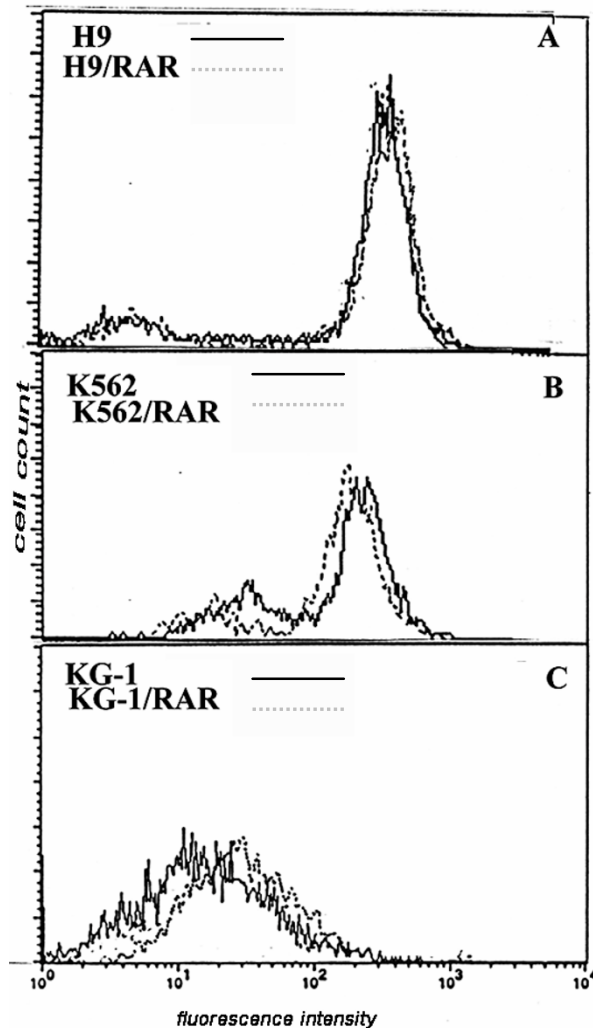 H9
A
H9/RAR
K562
B
K562/RAR
cell count
KG-1
C
KG-1/RAR
10⁰ 10¹ 10² 10³ 10⁴
fluorescence intensity